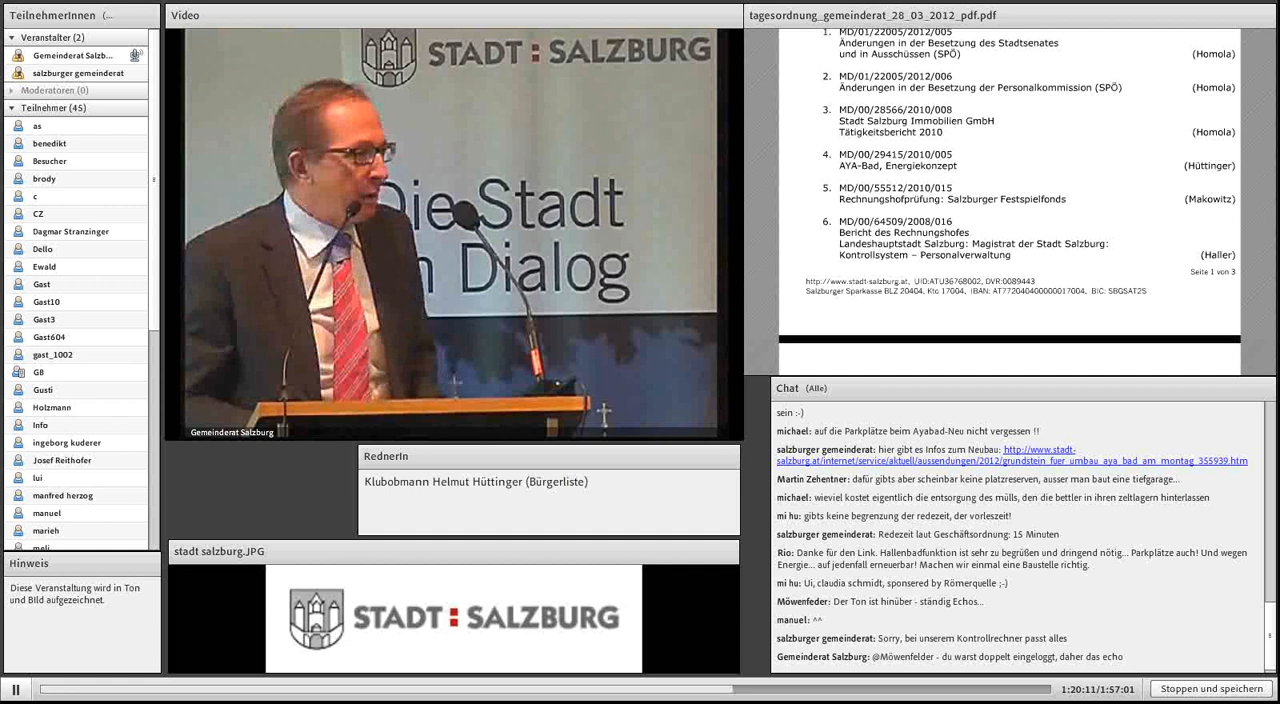 TeilnehmerInnen (...
Veranstalter (2)
Gemeinderat Salzb...
salzburger gemeinderat
Moderatoren (0)
Teilnehmer (45)
as
benedikt
Besucher
brody
c
CZ
Dagmar Stranzinger
Dello
Ewald
Gast
Gast10
Gast3
Gast604
gast_1002
GB
Gusti
Holzmann
Info
ingeborg kuderer
Josef Reithofer
lui
manfred herzog
manuel
marieh
meli
Hinweis
Diese Veranstaltung wird in Ton
und BIld aufgezeichnet.
Video
STADT : SALZBURG
Die Stadt
n Dialog
Gemeinderat Salzburg
RednerIn
Klubobmann Helmut Hüttinger (Bürgerliste)
stadt salzburg.JPG
STADT : SALZBURG
tagesordnung_gemeinderat_28_03_2012_pdf.pdf
1. MD/01/22005/2012/005
Änderungen in der Besetzung des Stadtsenates
und in Ausschüssen (SPÖ) (Homola)
2. MD/01/22005/2012/006
Änderungen in der Besetzung der Personalkommission (SPÖ) (Homola)
3. MD/00/28566/2010/008
Stadt Salzburg Immobilien GmbH
Tätigkeitsbericht 2010 (Homola)
4. MD/00/29415/2010/005
AYA-Bad, Energiekonzept (Hüttinger)
5. MD/00/55512/2010/015
Rechnungshofprüfung: Salzburger Festspielfonds (Makowitz)
6. MD/00/64509/2008/016
Bericht des Rechnungshofes
Landeshauptstadt Salzburg: Magistrat der Stadt Salzburg:
Kontrollsystem – Personalverwaltung (Haller)
Seite 1 von 3
http://www.stadt-salzburg.at, UID:ATU36768002, DVR:0089443
Salzburger Sparkasse BLZ 20404, Kto 17004, IBAN: AT772040400000017004, BIC: SBGSAT2S
Chat (Alle)
sein :-)
michael: auf die Parkplätze beim Ayabad-Neu nicht vergessen !!
salzburger gemeinderat: hier gibt es Infos zum Neubau: http://www.stadt-
salzburg.at/internet/service/aktuell/aussendungen/2012/grundstein_fuer_umbau_aya_bad_am_montag_355939.htm
Martin Zehentner: dafür gibts aber scheinbar keine platzreserven, ausser man baut eine tiefgarage...
michael: wieviel kostet eigentlich die entsorgung des mülls, den die bettler in ihren zeltlagern hinterlassen
mi hu: gibts keine begrenzung der redezeit, der vorleszeit!
salzburger gemeinderat: Redezeit laut Geschäftsordnung: 15 Minuten
Rio: Danke für den Link. Hallenbadfunktion ist sehr zu begrüßen und dringend nötig... Parkplätze auch! Und wegen
Energie... auf jedenfall erneuerbar! Machen wir einmal eine Baustelle richtig.
mi hu: Ui, claudia schmidt, sponsered by Römerquelle ;-)
Möwenfeder: Der Ton ist hinüber - ständig Echos...
manuel: ^^
salzburger gemeinderat: Sorry, bei unserem Kontrollrechner passt alles
Gemeinderat Salzburg: @Möwenfelder - du warst doppelt eingeloggt, daher das echo
1:20:11/1:57:01
Stoppen und speichern